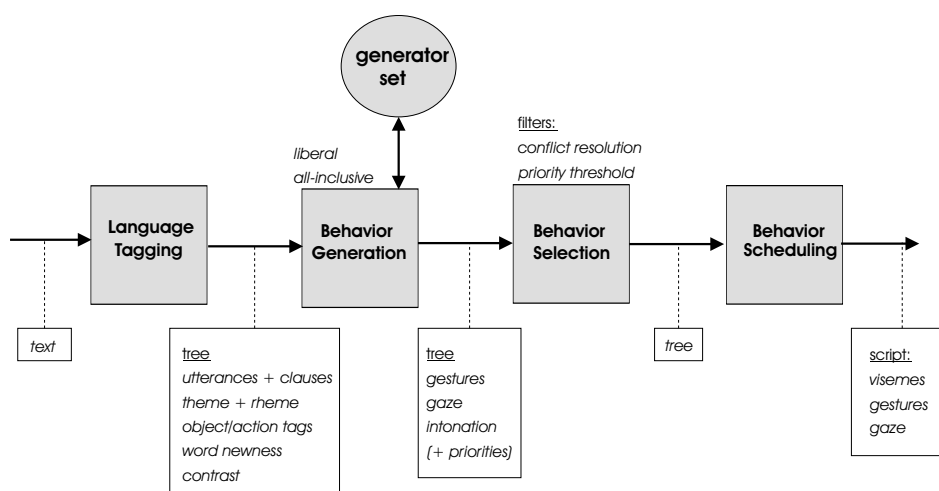 generator
set
liberal
all-inclusive
filters:
conflict resolution
priority threshold
Language
Tagging
Behavior
Generation
Behavior
Selection
Behavior
Scheduling
text
tree
utterances + clauses
theme + rheme
object/action tags
word newness
contrast
tree
gestures
gaze
intonation
(+ priorities)
tree
script:
visemes
gestures
gaze